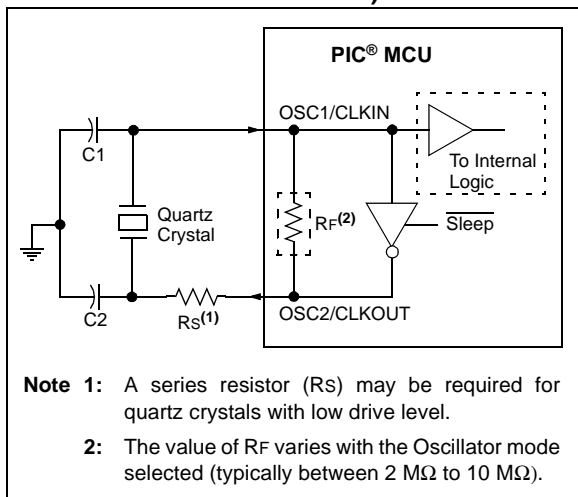 PIC® MCU
OSC1/CLKIN
C1
To Internal
Logic
Quartz
Crystal
RF(2)
Sleep
C2
RS(1)
OSC2/CLKOUT
Note 1: A series resistor (RS) may be required for
quartz crystals with low drive level.
2: The value of RF varies with the Oscillator mode
selected (typically between 2 MΩ to 10 MΩ).